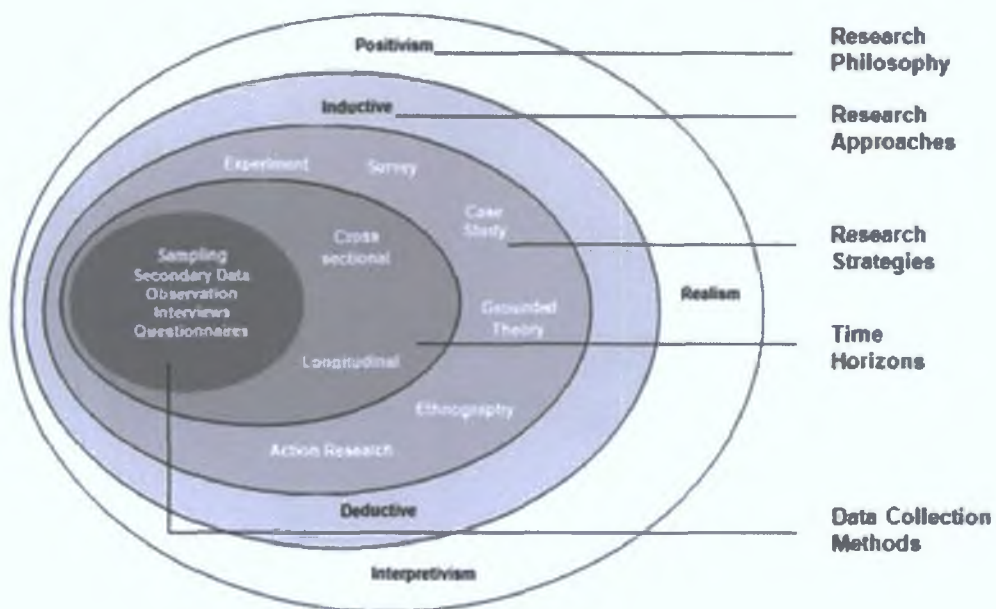 Positivism
Research
Philosophy
Inductive
Research
Approaches
Experiment
Survey
Case
Study
Cross
sectional
Research
Strategies
Sampling
Secondary Data
Observation
Interviews
Questionnaires
Realism
Grounded
Theory
Time
Horizons
Longitudinal
Ethnography
Action Research
Deductive
Data Collection
Methods
Interpretivism